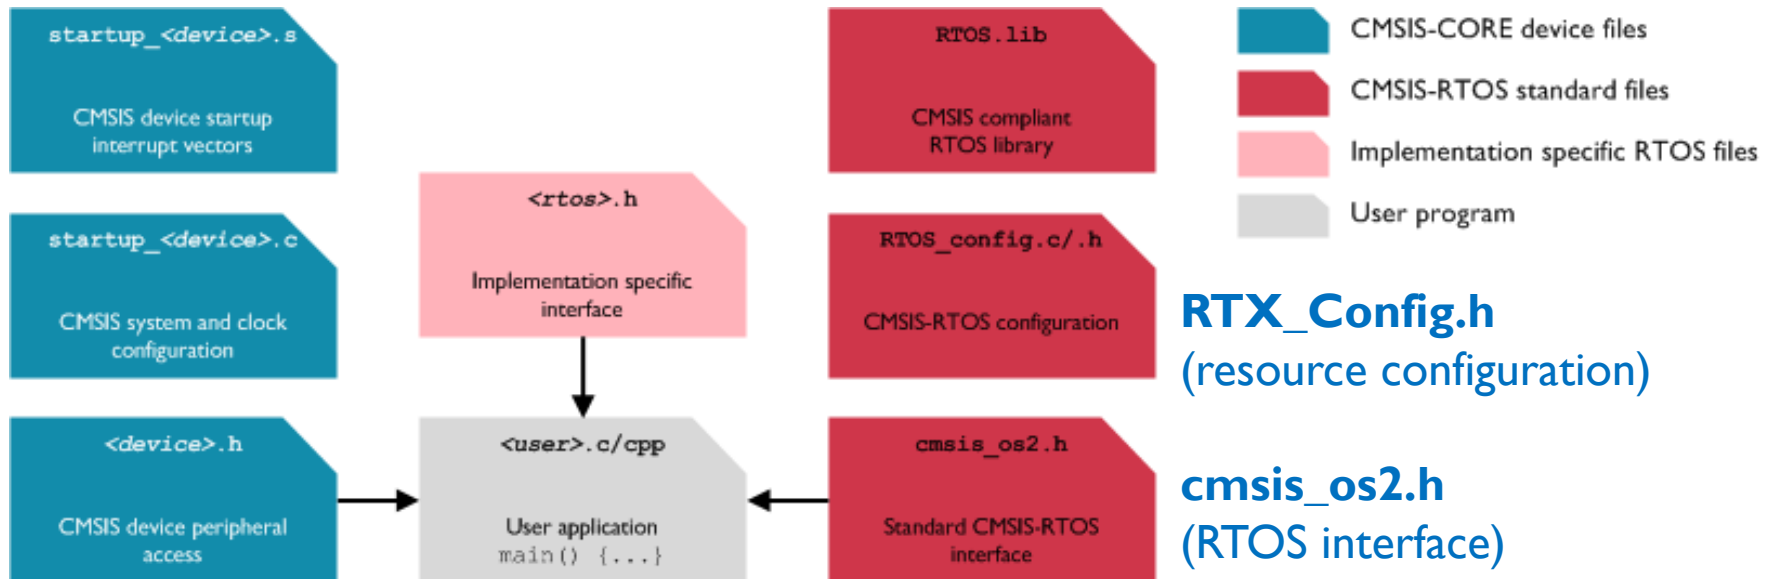 startup_<device>.s
CMSIS device startup
interrupt vectors
startup_<device>.c
CMSIS system and clock
configuration
<device>.h
CMSIS device peripheral
access
<rtos>.h
Implementation specific
interface
<user>.c/cpp
User application
main() {...}
RTOS.lib
CMSIS compliant
RTOS library
RTOS_config.c/.h
CMSIS-RTOS configuration
cmsis_os2.h
Standard CMSIS-RTOS
interface
CMSIS-CORE device files
CMSIS-RTOS standard files
Implementation specific RTOS files
User program
RTX_Config.h
(resource configuration)
cmsis_os2.h
(RTOS interface)